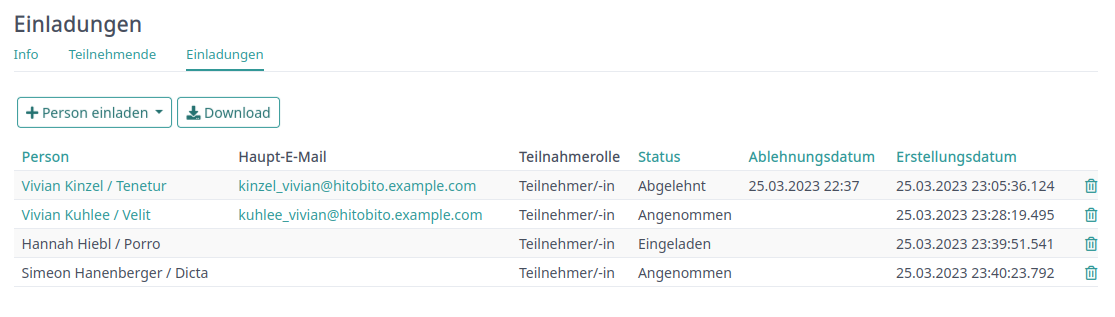 Einladungen
Info Teilnehmende Einladungen
Person einladen Download
Person Haupt-E-Mail Teilnahmerolle Status Ablehnungsdatum Erstellungsdatum
Vivian Kinzel / Tenetur kinzel_vivian@hitobito.example.com Teilnehmer/-in Abgelehnt 25.03.2023 22:37 25.03.2023 23:05:36.124
Vivian Kuhlee / Velit kuhlee_vivian@hitobito.example.com Teilnehmer/-in Angenommen 25.03.2023 23:28:19.495
Hannah Hiebl / Porro Teilnehmer/-in Eingeladen 25.03.2023 23:39:51.541
Simeon Hanenberger / Dicta Teilnehmer/-in Angenommen 25.03.2023 23:40:23.792